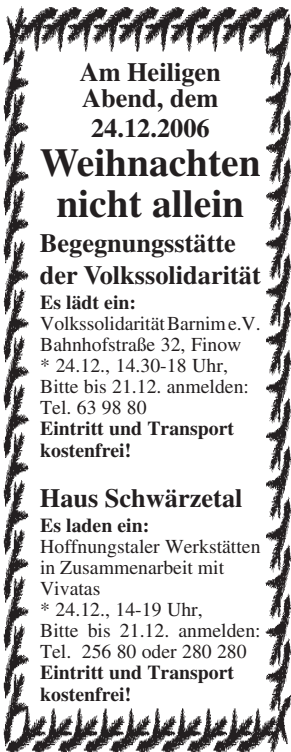 Am Heiligen
Abend, dem
24.12.2006
Weihnachten
nicht allein
Begegnungsstätte
der Volkssolidarität
Es lädt ein:
Volkssolidarität Barnim e.V.
Bahnhofstraße 32, Finow
* 24.12., 14.30-18 Uhr,
Bitte bis 21.12. anmelden:
Tel. 63 98 80
Eintritt und Transport
kostenfrei!
Haus Schwärzetal
Es laden ein:
Hoffnungstaler Werkstätten
in Zusammenarbeit mit
Vivatas
* 24.12., 14-19 Uhr,
Bitte bis 21.12. anmelden:
Tel. 256 80 oder 280 280
Eintritt und Transport
kostenfrei!